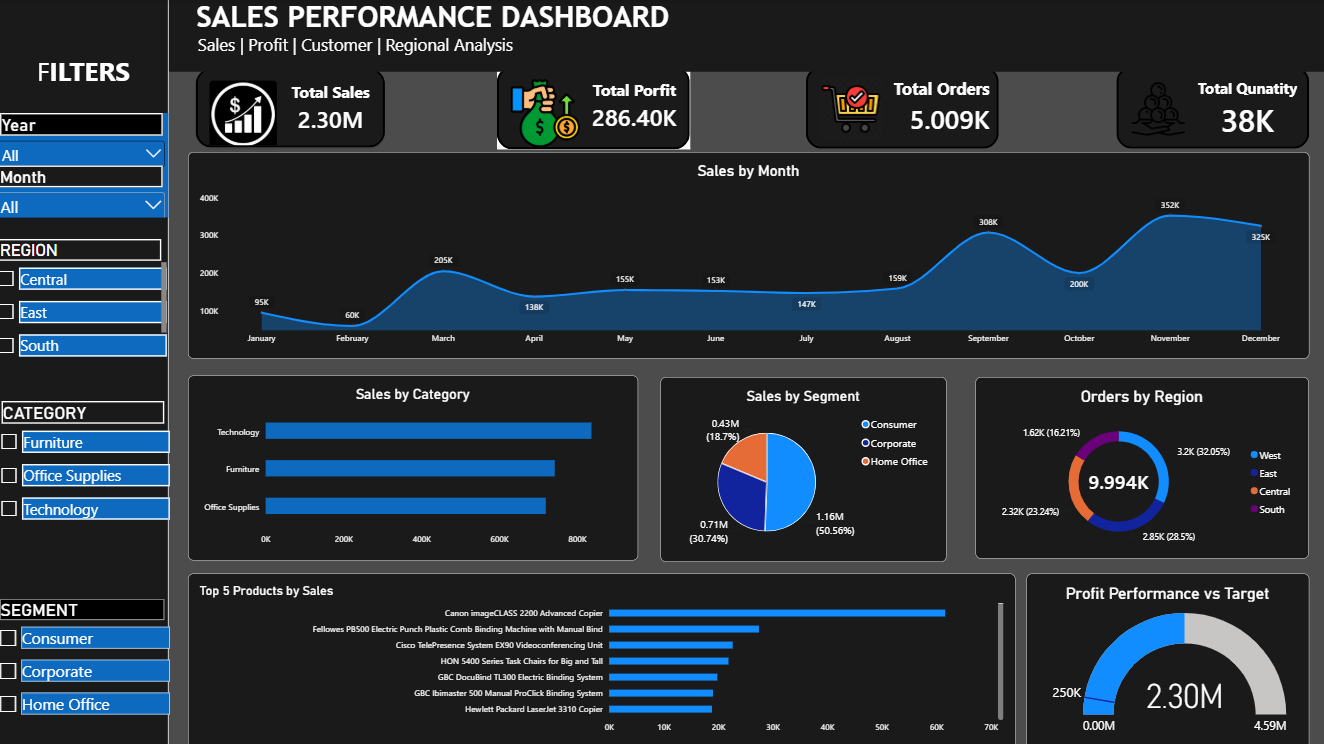 SALES PERFORMANCE DASHBOARD
Sales | Profit | Customer | Regional Analysis
FILTERS
Year
All
Month
All
REGION
Central
East
South
CATEGORY
Furniture
Office Supplies
Technology
SEGMENT
Consumer
Corporate
Home Office
Total Sales
2.30M
Total Porfit
286.40K
Total Orders
5.009K
Total Qunatity
38K
Sales by Month
400K
300K
200K
100K
95K
60K
205K
138K
155K
153K
147K
159K
308K
200K
352K
325K
January
February
March
April
May
June
July
August
September
October
November
December
Sales by Category
Technology
Furniture
Office Supplies
0K
200K
400K
600K
800K
Sales by Segment
0.43M
(18.7%)
0.71M
(30.74%)
1.16M
(50.56%)
Consumer
Corporate
Home Office
Orders by Region
1.62K (16.21%)
3.2K (32.05%)
9.994K
2.32K (23.24%)
2.85K (28.5%)
West
East
Central
South
Top 5 Products by Sales
Canon imageCLASS 2200 Advanced Copier
Fellowes PB500 Electric Punch Plastic Comb Binding Machine with Manual Bind
Cisco TelePresence System EX90 Videoconferencing Unit
HON 5400 Series Task Chairs for Big and Tall
GBC DocuBind TL300 Electric Binding System
GBC Ibimaster 500 Manual ProClick Binding System
Hewlett Packard LaserJet 3310 Copier
0K
10K
20K
30K
40K
50K
60K
70K
Profit Performance vs Target
250K
2.30M
0.00M
4.59M